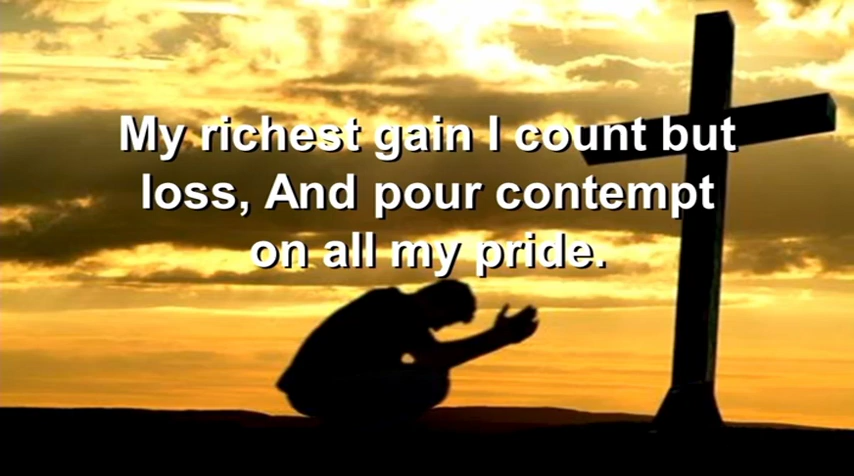 My richest gain I count but
loss, And pour contempt
on all my pride.